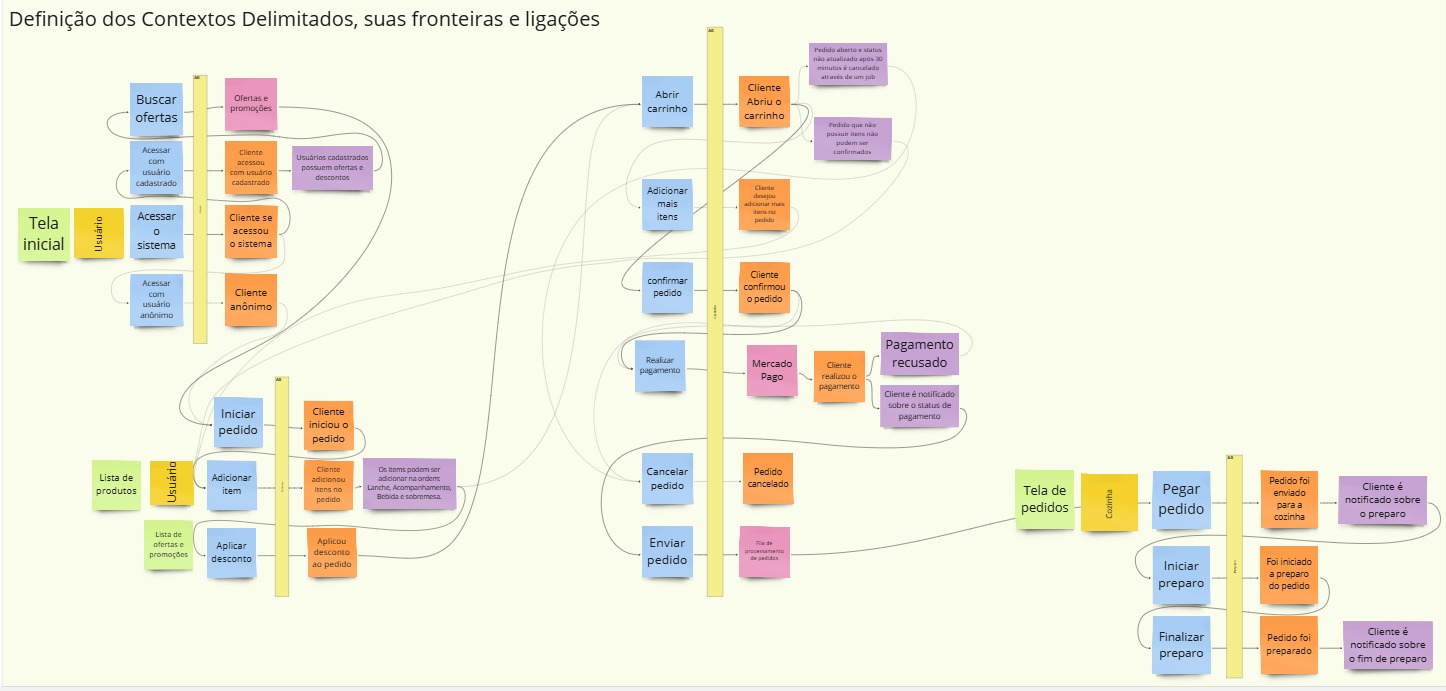 Definição dos Contextos Delimitados, suas fronteiras e ligações
Buscar
ofertas
AG
Ofertas e
promoções
Acessar
com
usuário
cadastrado
Cliente
acessou
com usuário
cadastrado
Usuários cadastrados
possuem ofertas e
descontos
Tela
inicial
Usuário
Acessar
o
sistema
Cliente se
acessou
o sistema
Acessar
com
usuário
anônimo
Cliente
anônimo
AG
Iniciar
pedido
Cliente
iniciou o
pedido
Lista de
produtos
Usuário
Adicionar
item
Cliente
adicionou
itens no
pedido
Os items podem ser
adicionar na ordem:
Lanche, Acompanhamento,
Bebida e sobremesa.
Lista de
ofertas e
promoções
Aplicar
desconto
Aplicou
desconto
ao pedido
AG
Abrir
carrinho
Cliente
Abriu o
carrinho
Pedido aberto e status
não atualizado após 30
minutos é cancelado
através de um job
Pedido que não
possuir itens não
podem ser
confirmados
Adicionar
mais
itens
Cliente
desejou
adicionar mais
itens no
pedido
confirmar
pedido
Cliente
confirmou
o pedido
Realizar
pagamento
Mercado
Pago
Cliente
realizou o
pagamento
Pagamento
recusado
Cliente é notificado
sobre o status de
pagamento
Cancelar
pedido
Pedido
cancelado
Enviar
pedido
Fila de
processamento
de pedidos
Tela de
pedidos
Cozinha
Pegar
pedido
AG
Pedido foi
enviado
para a
cozinha
Cliente é
notificado sobre
o preparo
Iniciar
preparo
Foi iniciado
a preparo
do pedido
Finalizar
preparo
Pedido foi
preparado
Cliente é
notificado sobre
o fim de preparo